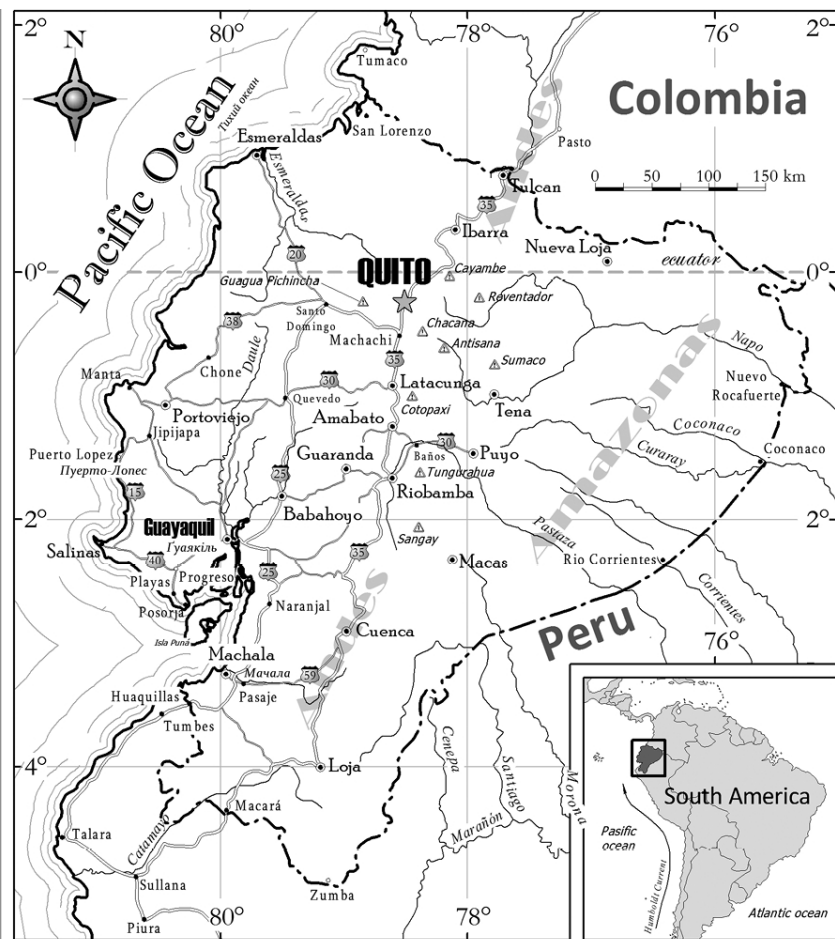 2°
80°
78°
76°
2°
N
Tumaco
Colombia
Pacific Ocean
Тихий океан
San Lorenzo
Esmeraldas
Pasto
Andes
Esmeraldas
Tulcan
0
50
100
150 km
35
Ibarra
Nueva Loja
20
QUITO
ecuator
0°
0°
Cayambe
Guagua Pichincha
Reventador
Santo
Domingo
38
Chacana
Machachi
Antisana
Daule
Napo
35
Sumaco
Chone
Manta
30
Latacunga
Nuevo
Rocafuerte
Quevedo
Cotopaxi
Tena
Portoviejo
Amabato
Amazonas
Jipijapa
Coconaco
30
Puerto Lopez
Guaranda
Baños
Puyo
Curaray
Coconaco
Пуерто-Лопес
25
Tungurahua
15
Riobamba
Babahoyo
2°
2°
Guayaquil
Pastaza
Sangay
Ґуаякіль
Salinas
35
40
Macas
Rio Corrientes
Playas
Progreso
25
Corrientes
Posorja
Naranjal
Andes
Peru
Cuenca
Isla Puná
76°
Machala
Мачала
59
Huaquillas
Pasaje
Tumbes
Cenepa
4°
Loja
Santiago
Morona
South America
Macará
Marañón
Catamayo
Talara
Pasific
ocean
Humboldt Current
Sullana
Zumba
Piura
Atlantic ocean
80°
78°